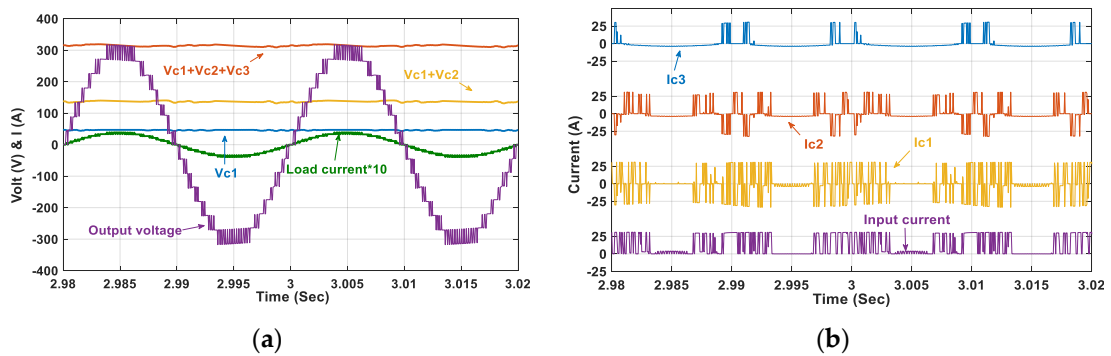 400
300
200
100
0
-100
-200
-300
-400
Volt (V) & I (A)
Vc1+Vc2+Vc3
Vc1+Vc2
Vc1
Load current*10
Output voltage
2.98
2.985
2.99
2.995
3
3.005
3.01
3.015
3.02
Time (Sec)
(a)
25
0
-25
25
0
-25
25
0
-25
25
0
-25
Current (A)
Ic3
Ic2
Ic1
Input current
2.98
2.985
2.99
2.995
3
3.005
3.01
3.015
3.02
Time (Sec)
(b)